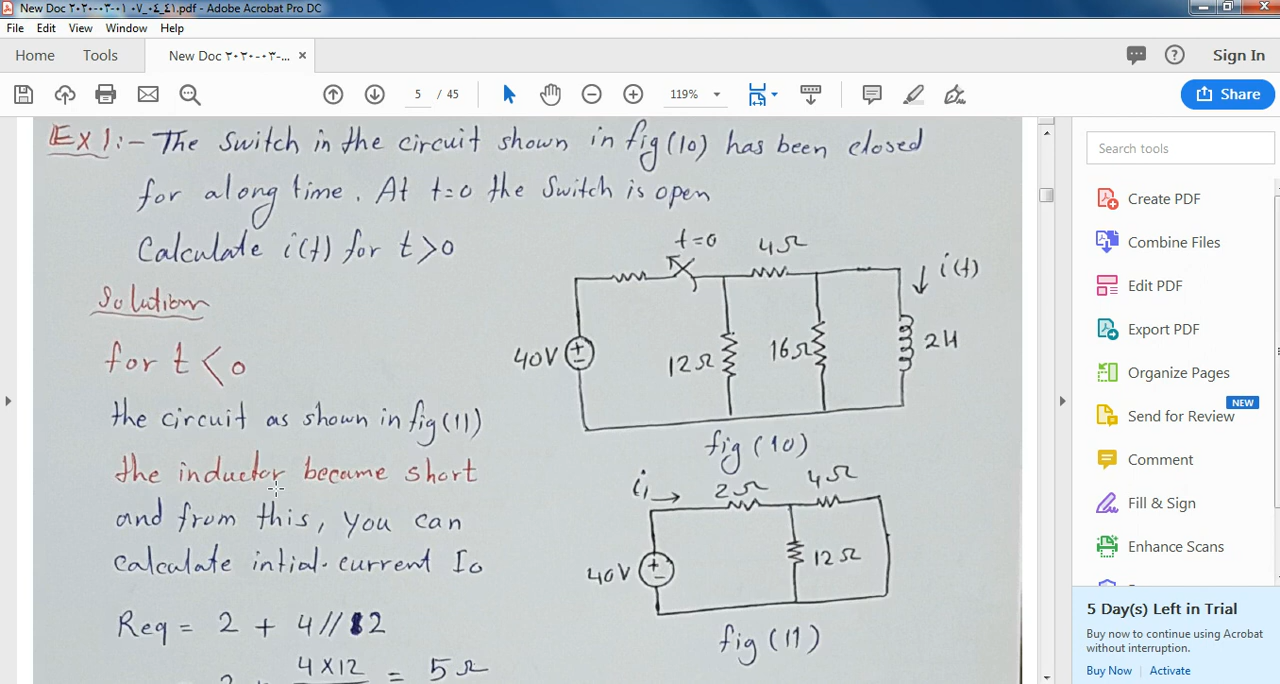 New Doc ٢٠٢٠-٠٣-٠١ ٠٧_٠٤_٤١.pdf - Adobe Acrobat Pro DC
File Edit View Window Help
Home Tools New Doc ٢٠٢٠-٠٣-... × Sign In
5 / 45 119% Share
Ex1:- The Switch in the circuit shown in fig(10) has been closed
for along time. At t=0 the Switch is open
Calculate i(t) for t>0
Solution
for t < 0
the circuit as shown in fig(11)
the inductor became short
and from this, you can
calculate intial. current Io
Req = 2 + 4//12
4x12
= 5Ω
t=0
4Ω
i(t)
40V
+
-
12Ω
16Ω
2H
fig(10)
i1
2Ω
4Ω
40V
+
-
12Ω
fig(11)
Search tools
Create PDF
Combine Files
Edit PDF
Export PDF
Organize Pages
NEW
Send for Review
Comment
Fill & Sign
Enhance Scans
5 Day(s) Left in Trial
Buy now to continue using Acrobat
without interruption.
Buy Now | Activate